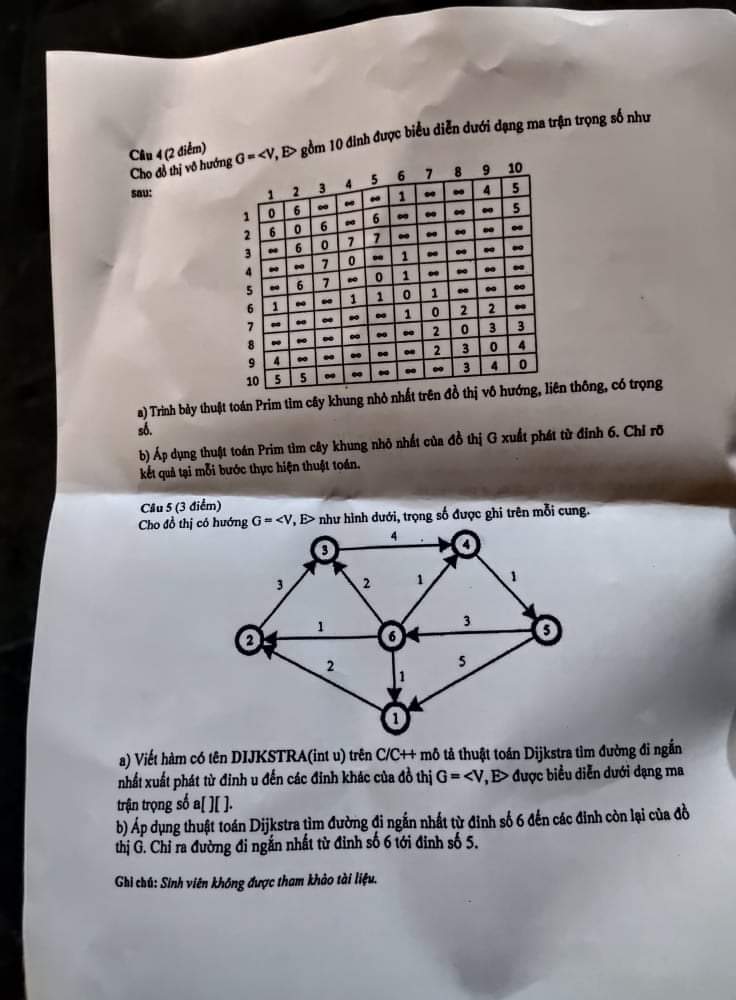 Câu 4 (2 điểm)
Cho đồ thị vô hướng G = <V, E> gồm 10 đỉnh được biểu diễn dưới dạng ma trận trọng số như
sau:
1 2 3 4 5 6 7 8 9 10
1 0 6 ∞ ∞ ∞ 1 ∞ ∞ 4 5
2 6 0 6 ∞ 6 ∞ ∞ ∞ ∞ 5
3 ∞ 6 0 7 7 ∞ ∞ ∞ ∞ ∞
4 ∞ ∞ 7 0 ∞ 1 ∞ ∞ ∞ ∞
5 ∞ 6 7 ∞ 0 1 ∞ ∞ ∞ ∞
6 1 ∞ ∞ 1 1 0 1 ∞ ∞ ∞
7 ∞ ∞ ∞ ∞ ∞ 1 0 2 2 ∞
8 ∞ ∞ ∞ ∞ ∞ ∞ 2 0 3 3
9 4 ∞ ∞ ∞ ∞ ∞ 2 3 0 4
10 5 5 ∞ ∞ ∞ ∞ ∞ 3 4 0
a) Trình bày thuật toán Prim tìm cây khung nhỏ nhất trên đồ thị vô hướng, liên thông, có trọng
số.
b) Áp dụng thuật toán Prim tìm cây khung nhỏ nhất của đồ thị G xuất phát từ đỉnh 6. Chỉ rõ
kết quả tại mỗi bước thực hiện thuật toán.
Câu 5 (3 điểm)
Cho đồ thị có hướng G = <V, E> như hình dưới, trọng số được ghi trên mỗi cung.
4
3 4
3 2 1 1
1 3
2 6 5
2 1 5
1
a) Viết hàm có tên DIJKSTRA(int u) trên C/C++ mô tả thuật toán Dijkstra tìm đường đi ngắn
nhất xuất phát từ đỉnh u đến các đỉnh khác của đồ thị G = <V, E> được biểu diễn dưới dạng ma
trận trọng số a[ ][ ].
b) Áp dụng thuật toán Dijkstra tìm đường đi ngắn nhất từ đỉnh số 6 đến các đỉnh còn lại của đồ
thị G. Chỉ ra đường đi ngắn nhất từ đỉnh số 6 tới đỉnh số 5.
Ghi chú: Sinh viên không được tham khảo tài liệu.